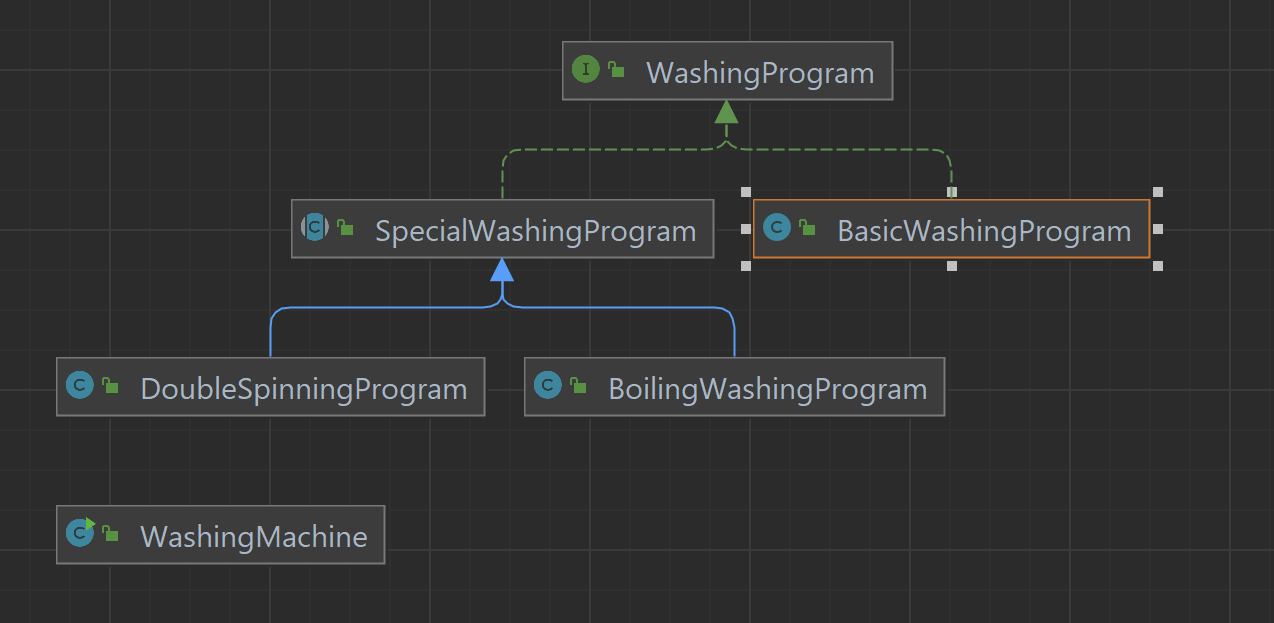 I WashingProgram
C SpecialWashingProgram
C BasicWashingProgram
C DoubleSpinningProgram
C BoilingWashingProgram
C WashingMachine